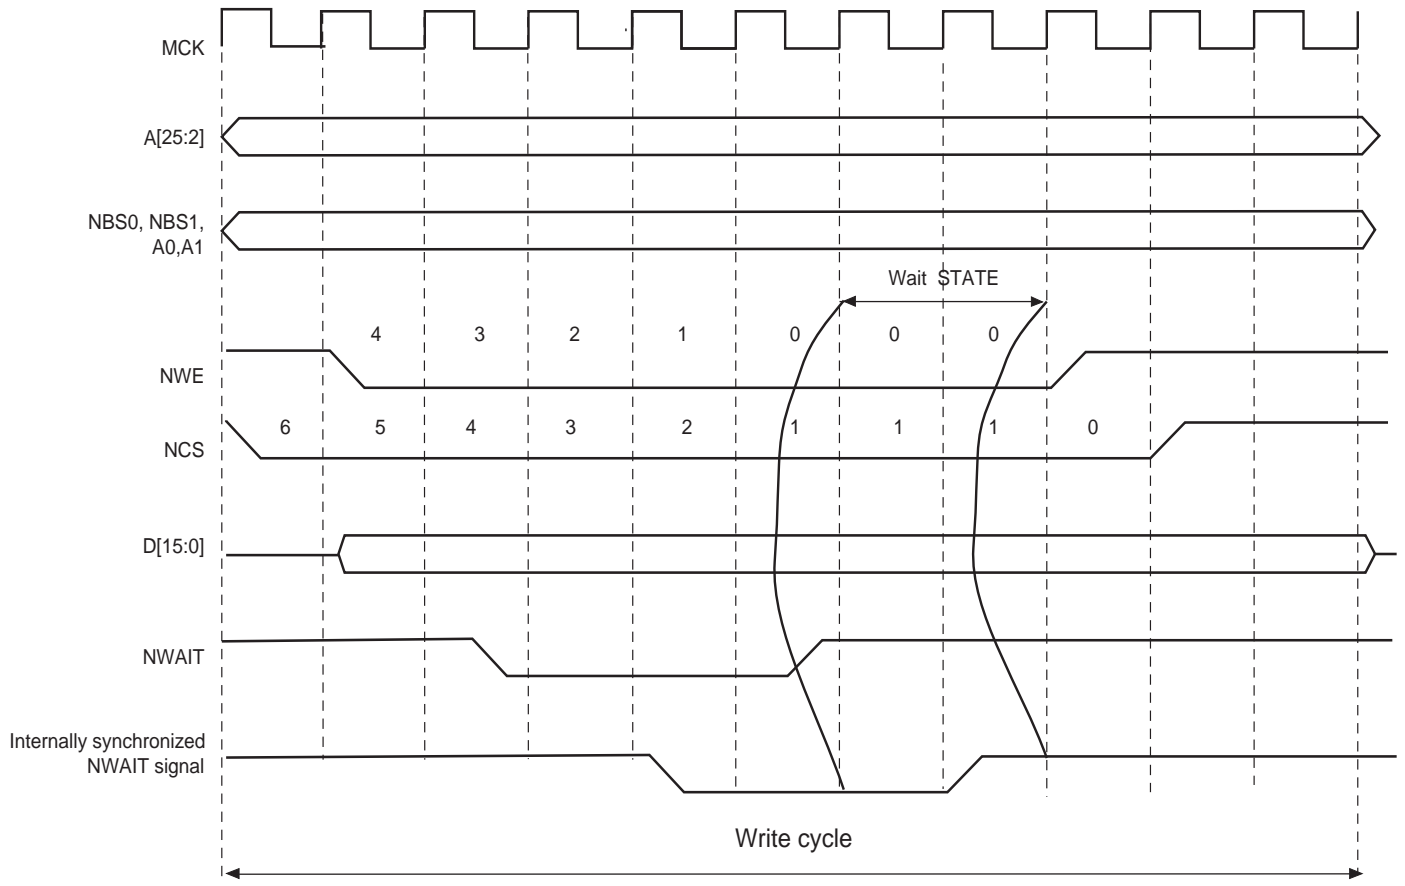 MCK
A[25:2]
NBS0, NBS1,
A0,A1
Wait STATE
4 3 2 1 0 0 0
NWE
6 5 4 3 2 1 1 1 0
NCS
D[15:0]
NWAIT
Internally synchronized
NWAIT signal
Write cycle